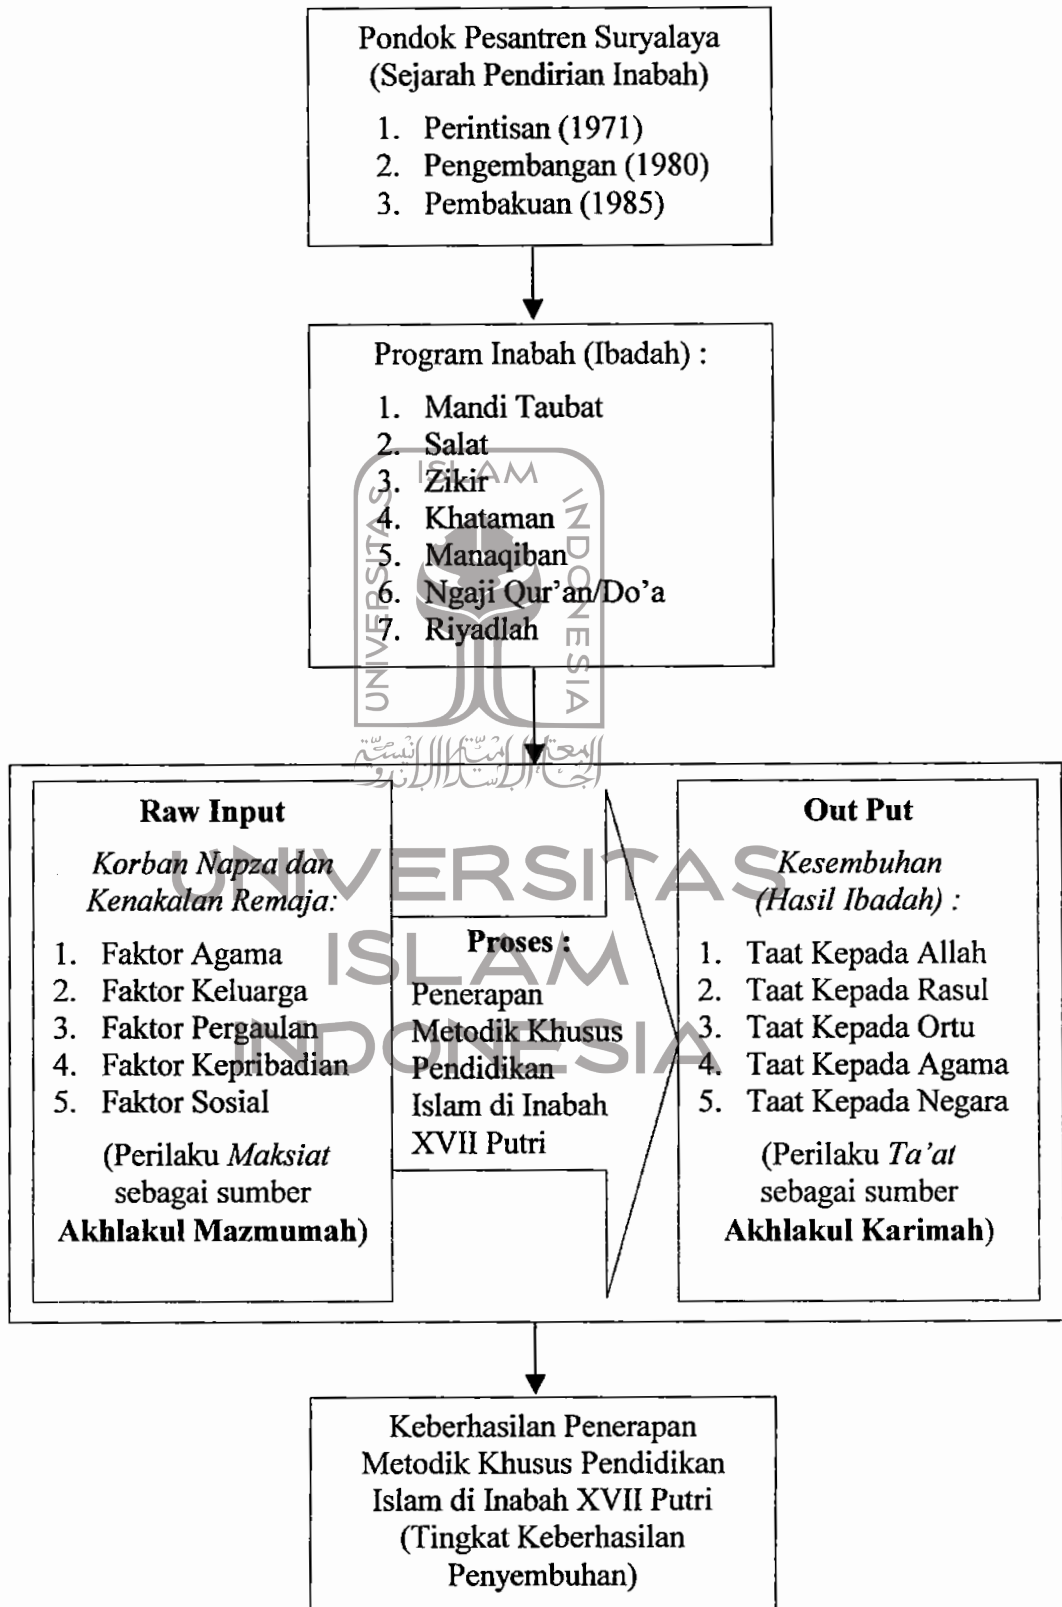 Pondok Pesantren Suryalaya
(Sejarah Pendirian Inabah)
1. Perintisan (1971)
2. Pengembangan (1980)
3. Pembakuan (1985)
Program Inabah (Ibadah) :
1. Mandi Taubat
2. Salat
3. Zikir
4. Khataman
5. Manaqiban
6. Ngaji Qur'an/Do'a
7. Riyadlah
ISLAM
UNIVERSITAS
INDONESIA
UNIVERSITAS
ISLAM
INDONESIA
Raw Input
Korban Napza dan
Kenakalan Remaja:
1. Faktor Agama
2. Faktor Keluarga
3. Faktor Pergaulan
4. Faktor Kepribadian
5. Faktor Sosial
(Perilaku Maksiat
sebagai sumber
Akhlakul Mazmumah)
Proses :
Penerapan
Metodik Khusus
Pendidikan
Islam di Inabah
XVII Putri
Out Put
Kesembuhan
(Hasil Ibadah) :
1. Taat Kepada Allah
2. Taat Kepada Rasul
3. Taat Kepada Ortu
4. Taat Kepada Agama
5. Taat Kepada Negara
(Perilaku Ta'at
sebagai sumber
Akhlakul Karimah)
Keberhasilan Penerapan
Metodik Khusus Pendidikan
Islam di Inabah XVII Putri
(Tingkat Keberhasilan
Penyembuhan)